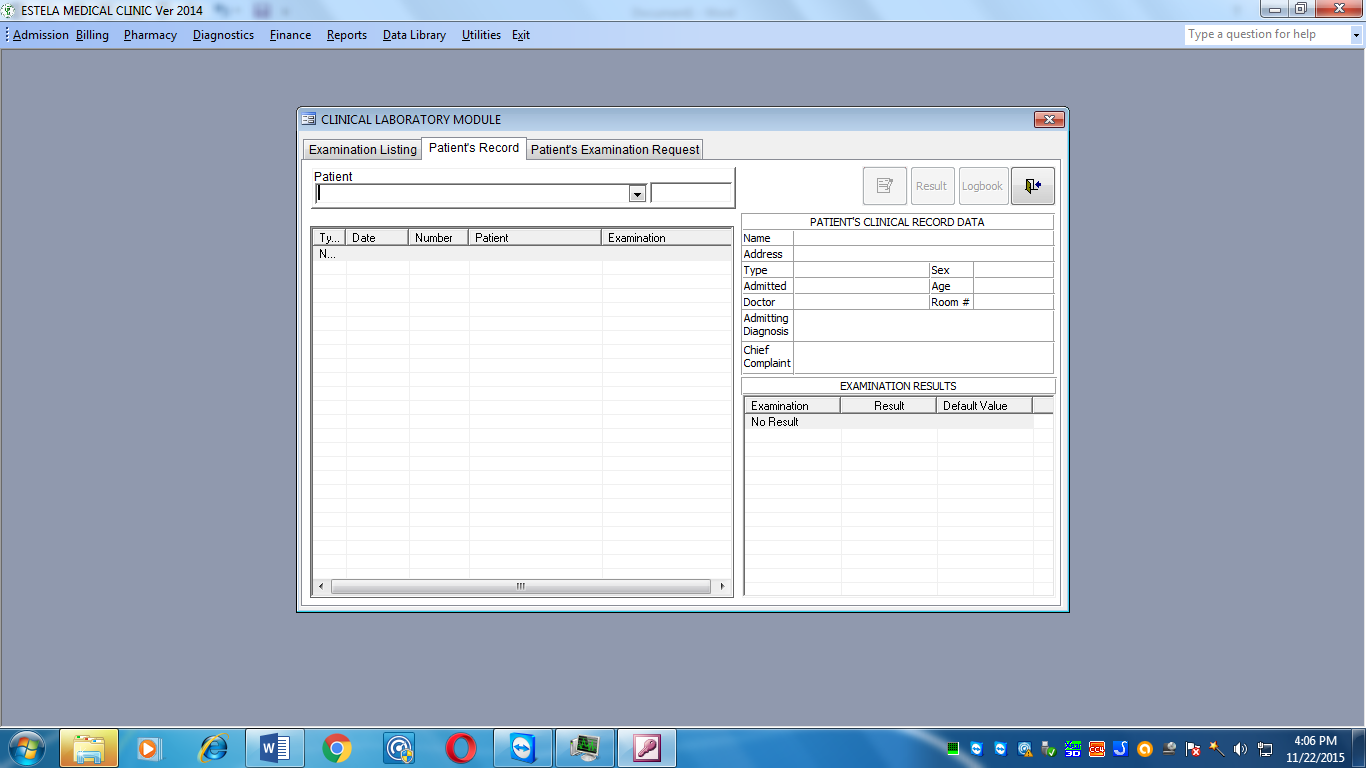 ESTELA MEDICAL CLINIC Ver 2014
Admission Billing Pharmacy Diagnostics Finance Reports Data Library Utilities Exit Type a question for help
CLINICAL LABORATORY MODULE
Examination Listing Patient's Record Patient's Examination Request
Patient
Result Logbook
PATIENT'S CLINICAL RECORD DATA
Name
Address
Type Sex
Admitted Age
Doctor Room #
Admitting
Diagnosis
Chief
Complaint
Ty... Date Number Patient Examination
N...
EXAMINATION RESULTS
Examination Result Default Value
No Result
4:06 PM
11/22/2015